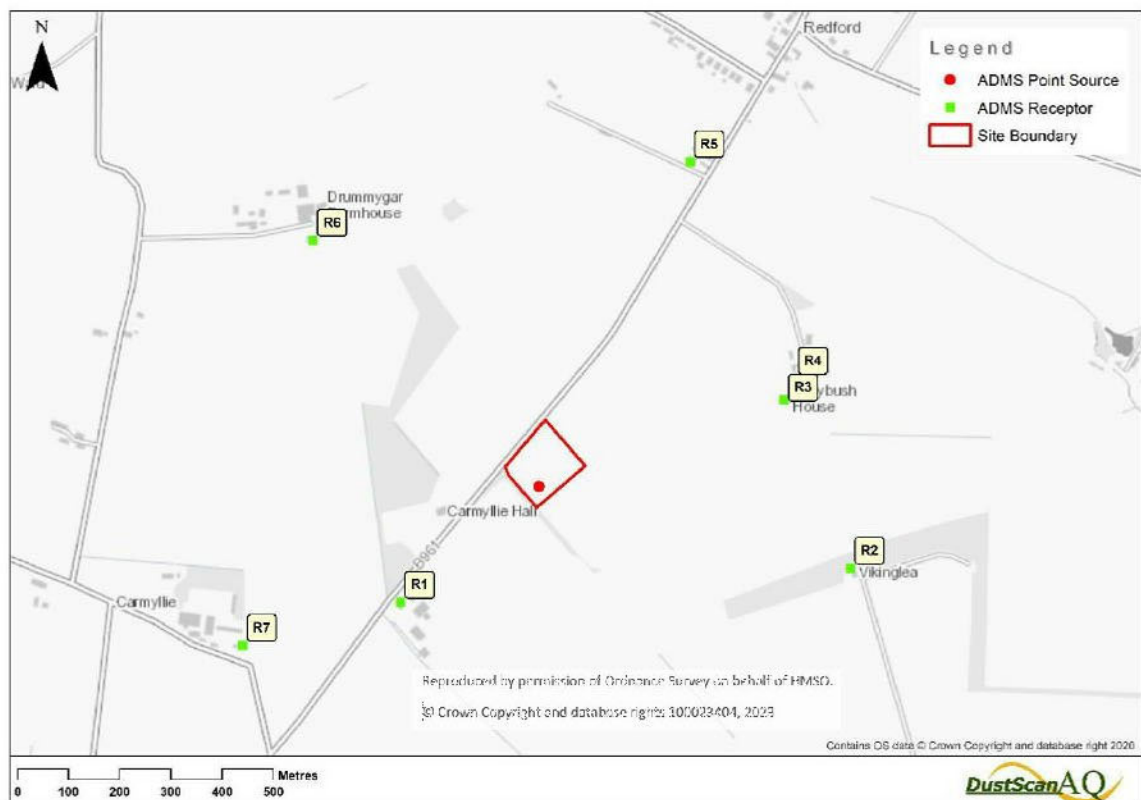 N
Redford
Legend
ADMS Point Source
ADMS Receptor
Site Boundary
R5
Drummygar
R6
R4
R3
House
Carmyllie Hall
B961
R2
Vikinglea
R1
Carmyllie
R7
Reproduced by permission of Ordnance Survey on behalf of HMSO.
© Crown Copyright and database rights 100023404, 2023
Contains OS data © Crown Copyright and database right 2020
Metres
0 100 200 300 400 500
DustScanAQ